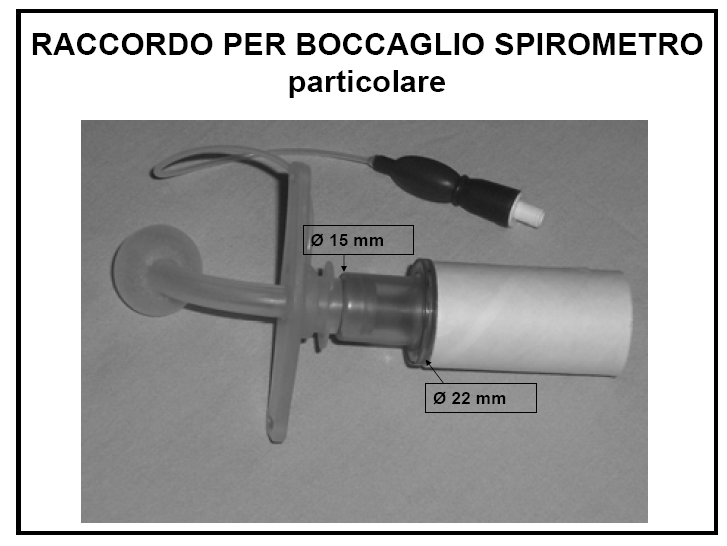 RACCORDO PER BOCCAGLIO SPIROMETRO
particolare
Ø 15 mm
Ø 22 mm